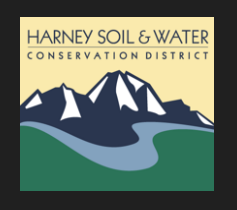 HARNEY SOIL & WATER
CONSERVATION DISTRICT